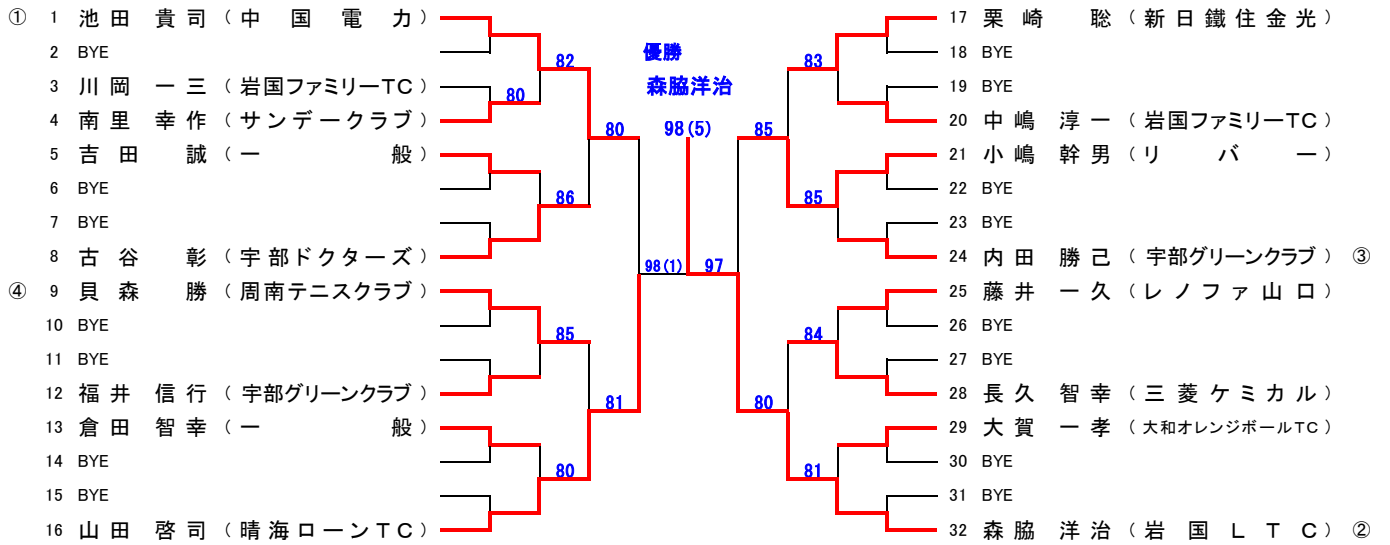 ① 1 池田 貴司 (中国電力)
2 BYE
3 川岡 一三 (岩国ファミリーTC)
4 南里 幸作 (サンデークラブ)
5 吉田 誠 (一般)
6 BYE
7 BYE
8 古谷 彰 (宇部ドクターズ)
④ 9 貝森 勝 (周南テニスクラブ)
10 BYE
11 BYE
12 福井 信行 (宇部グリーンクラブ)
13 倉田 智幸 (一般)
14 BYE
15 BYE
16 山田 啓司 (晴海ローンTC)
82
80
86
85
80
80
81
98(1)
優勝
森脇洋治
98(5)
97
85
80
83
85
84
81
17 栗崎 聡 (新日鐵住金光)
18 BYE
19 BYE
20 中嶋 淳一 (岩国ファミリーTC)
21 小嶋 幹男 (リバー)
22 BYE
23 BYE
24 内田 勝己 (宇部グリーンクラブ) ③
25 藤井 一久 (レノファ山口)
26 BYE
27 BYE
28 長久 智幸 (三菱ケミカル)
29 大賀 一孝 (大和オレンジボールTC)
30 BYE
31 BYE
32 森脇 洋治 (岩国LTC) ②